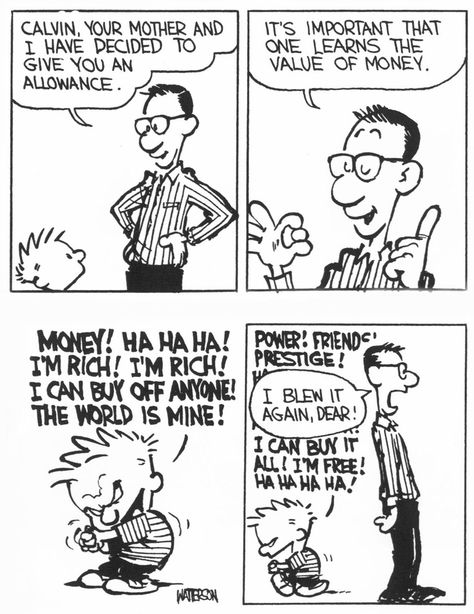 CALVIN, YOUR MOTHER AND
I HAVE DECIDED TO
GIVE YOU AN
ALLOWANCE.
IT'S IMPORTANT THAT
ONE LEARNS THE
VALUE OF MONEY.
MONEY! HA HA HA!
I'M RICH! I'M RICH!
I CAN BUY OFF ANYONE!
THE WORLD IS MINE!
WATTERSON
POWER! FRIENDS!
PRESTIGE!
I BLEW IT
AGAIN, DEAR!
I CAN BUY IT
ALL! I'M FREE!
HA HA HA HA!